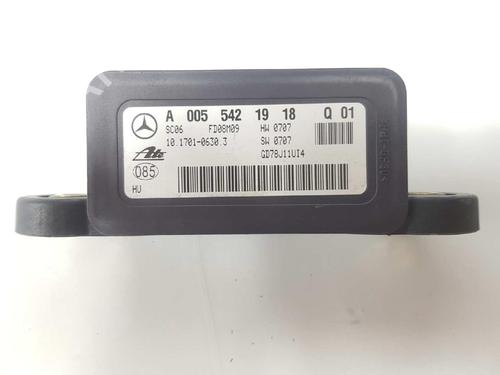 A 005 542 19 18 Q 01
SC06 FD08M09 HW 0707
10.1701-0630.3 SW 0707
Ate GD78J11UI4
085
HU